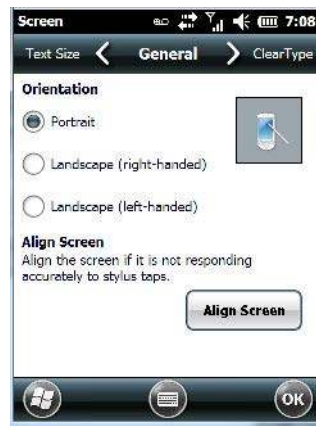 Screen 7:08
Text Size General ClearType
Orientation
Portrait
Landscape (right-handed)
Landscape (left-handed)
Align Screen
Align the screen if it is not responding
accurately to stylus taps.
Align Screen
OK